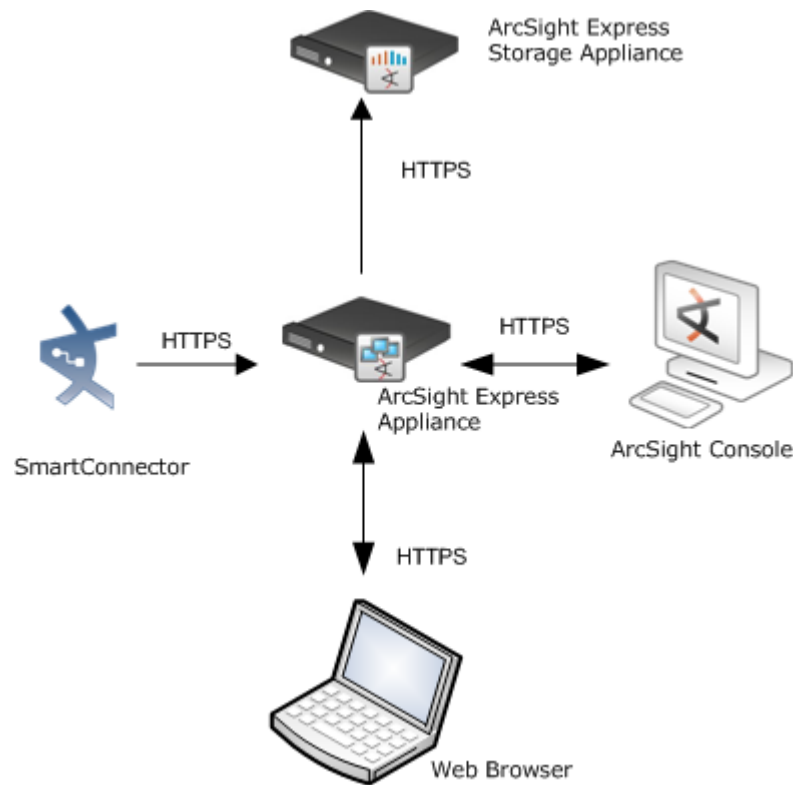 ArcSight Express
Storage Appliance
HTTPS
HTTPS
HTTPS
ArcSight Express
Appliance
ArcSight Console
SmartConnector
HTTPS
Web Browser